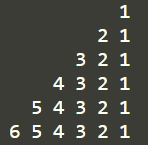 1
2 1
3 2 1
4 3 2 1
5 4 3 2 1
6 5 4 3 2 1